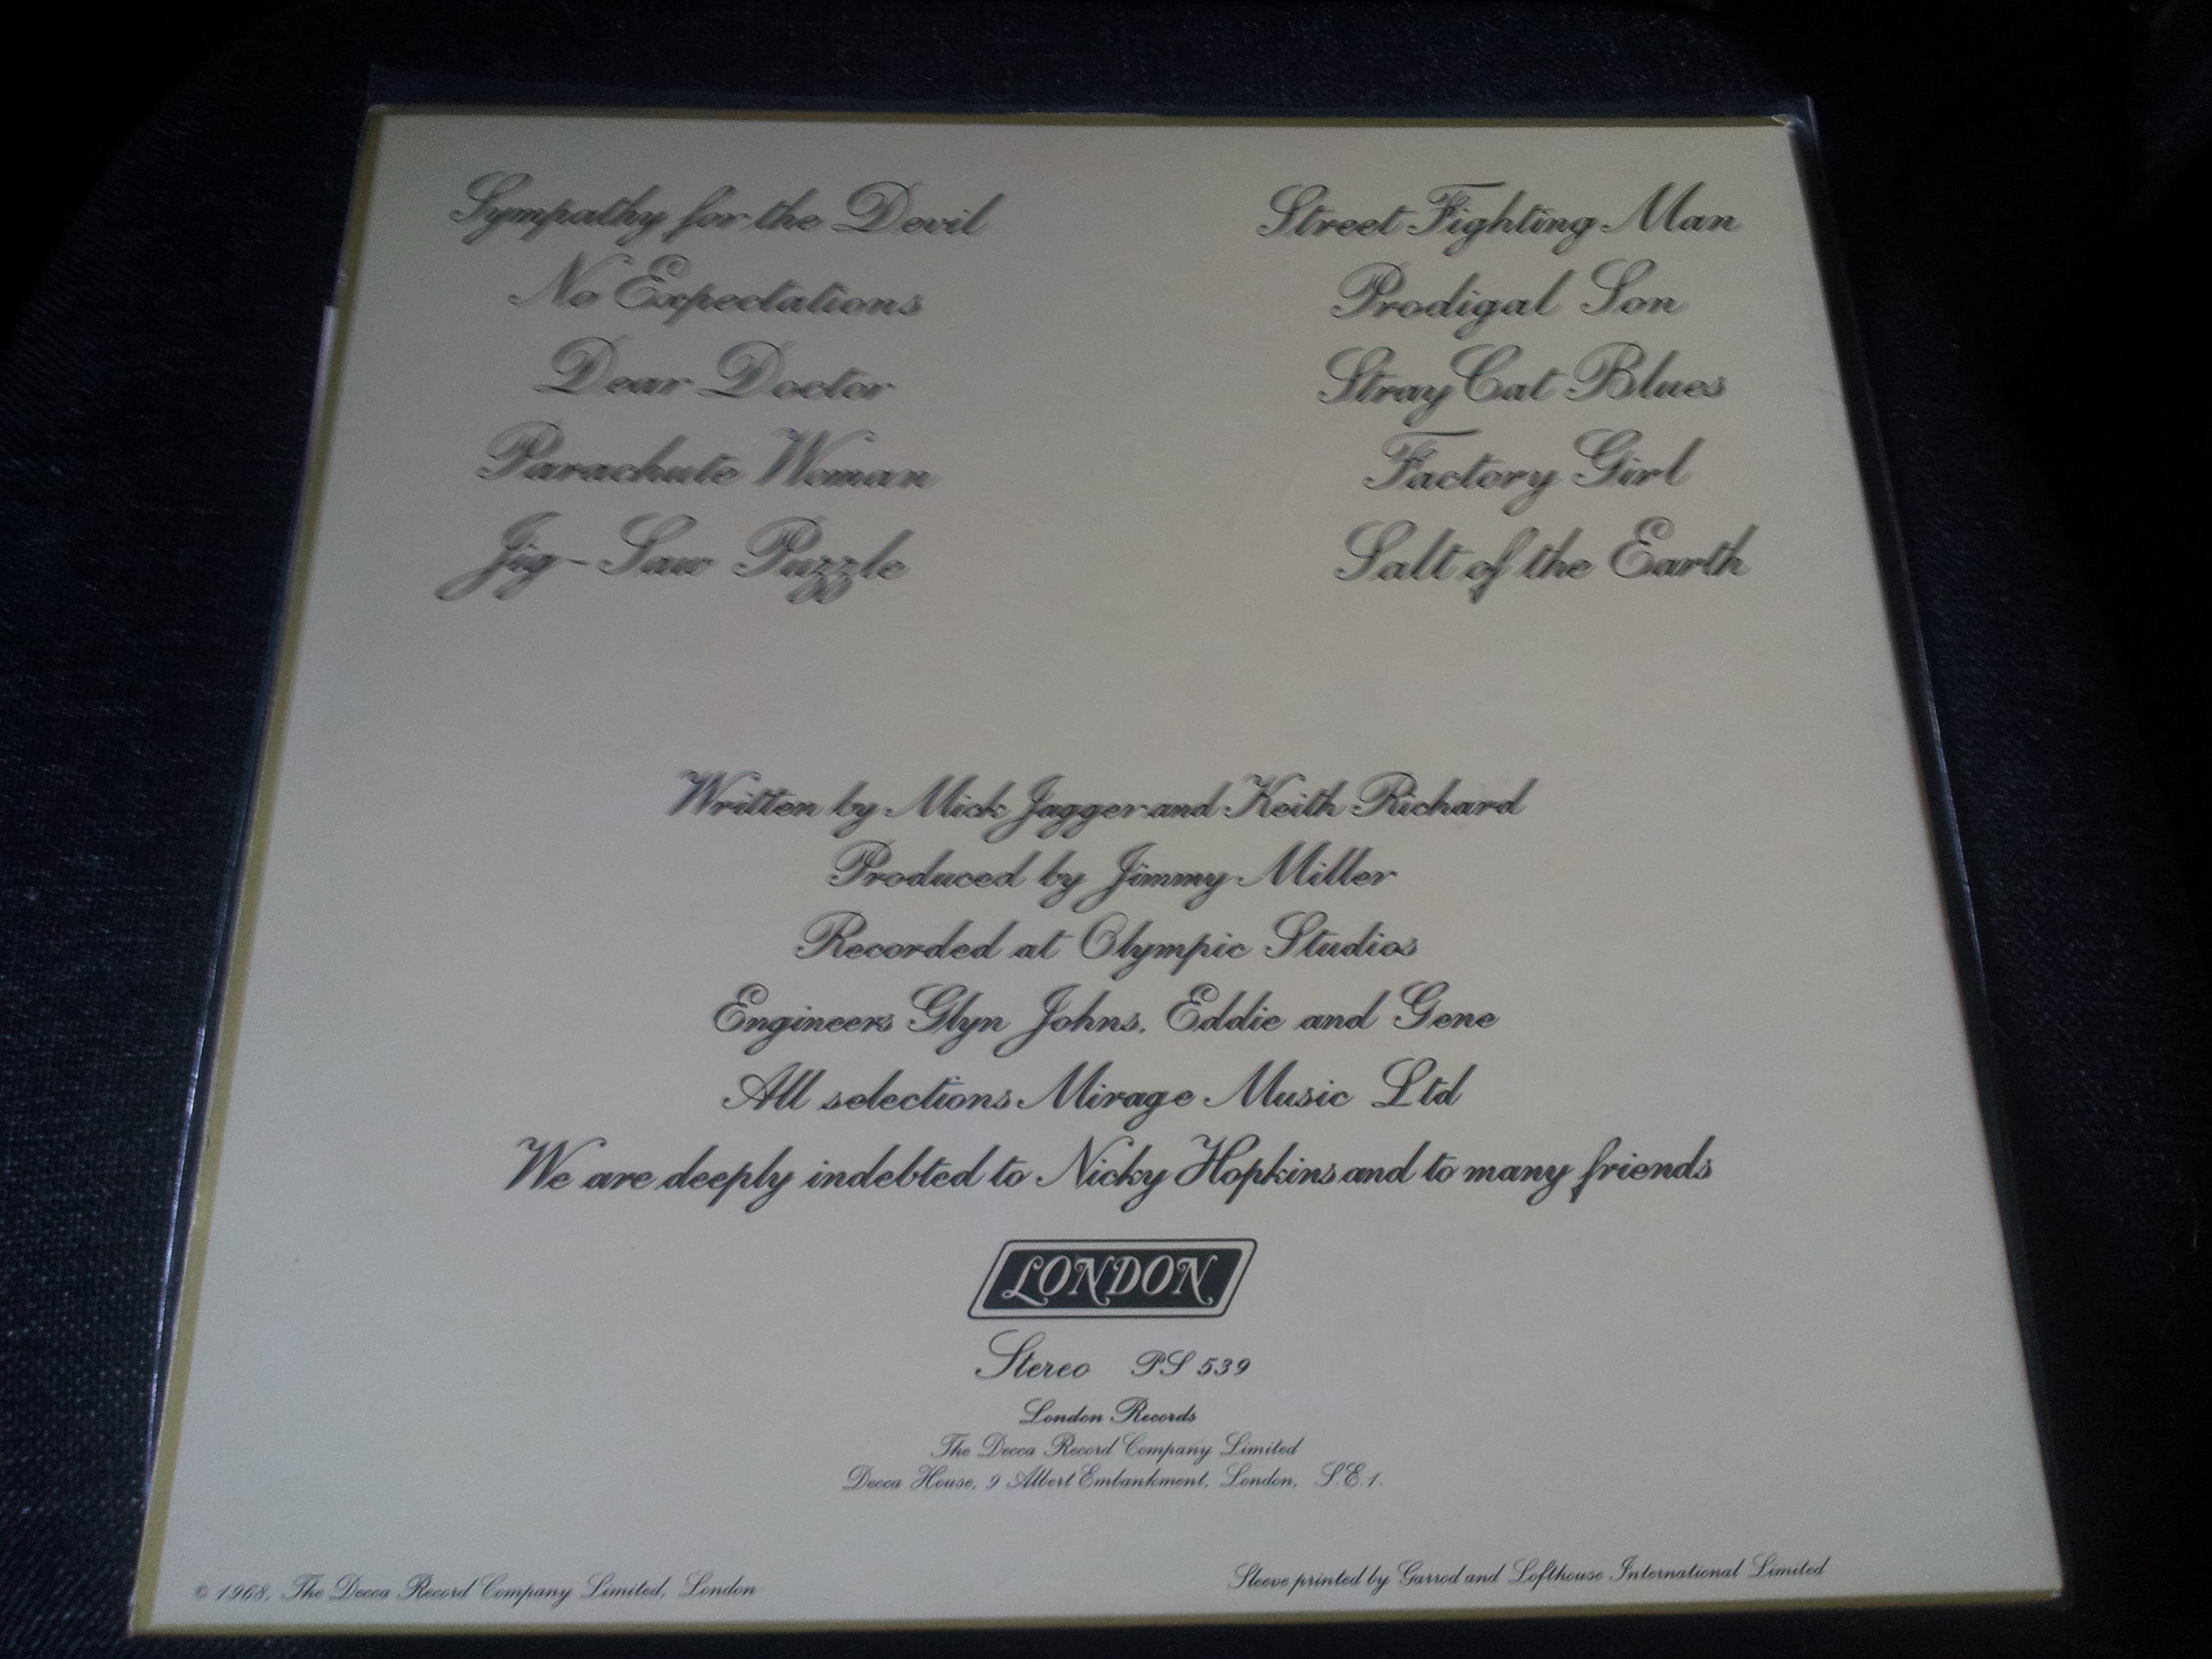 Sympathy for the Devil
No Expectations
Dear Doctor
Parachute Woman
Jig-Saw Puzzle
Street Fighting Man
Prodigal Son
Stray Cat Blues
Factory Girl
Salt of the Earth
Written by Mick Jagger and Keith Richard
Produced by Jimmy Miller
Recorded at Olympic Studios
Engineers Glyn Johns, Eddie and Gene
All selections Mirage Music Ltd
We are deeply indebted to Nicky Hopkins and to many friends
LONDON
Stereo PS 539
London Records
The Decca Record Company Limited
Decca House, 9 Albert Embankment, London, S.E.1.
© 1968, The Decca Record Company Limited, London
Sleeve printed by Garrod and Lofthouse International Limited